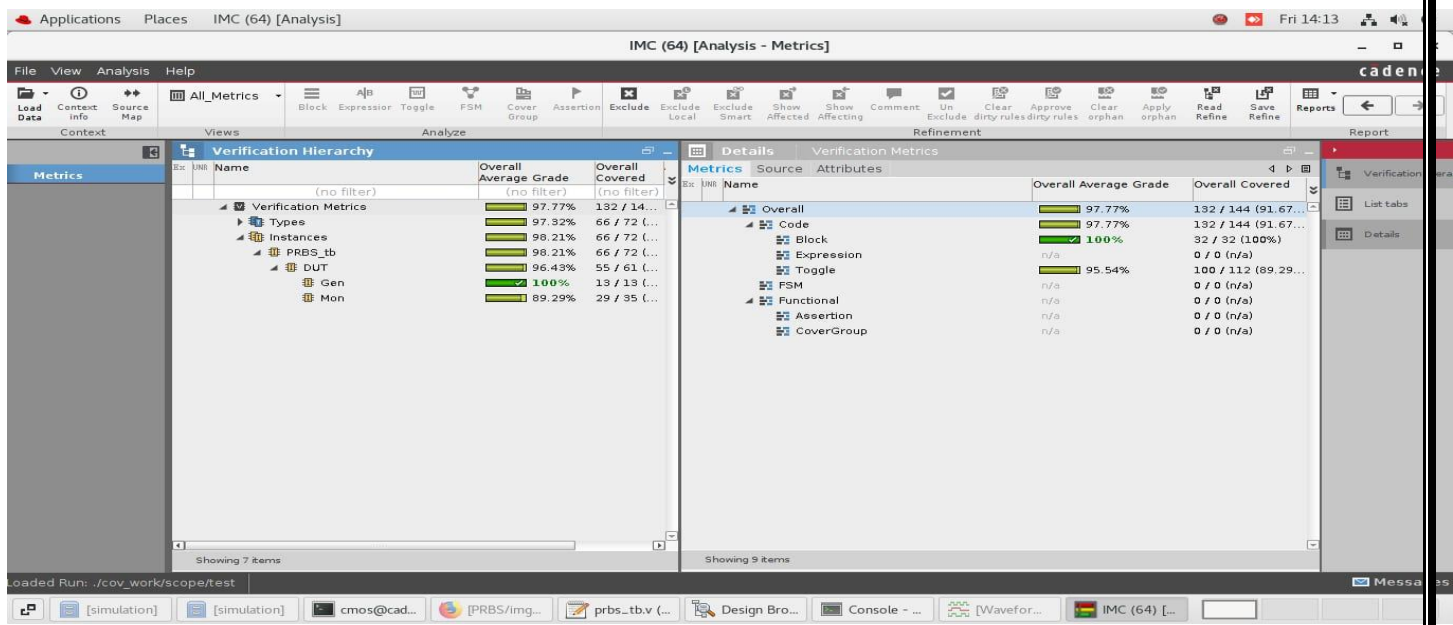 Applications Places IMC (64) [Analysis] Fri 14:13
IMC (64) [Analysis - Metrics]
File View Analysis Help
All_Metrics
Load Data Context Info Source Map Block Expression Toggle FSM Cover Group Assertion Exclude Exclude Local Exclude Smart Show Affected Show Affecting Comment Un Exclude Clear dirty rules Approve dirty rules Clear orphan Apply orphan Read Refine Save Refine Reports
Context Views Analyze Refinement Report
Metrics
Verification Hierarchy
Ex UNR Name Overall Average Grade Overall Covered
(no filter) (no filter) (no filter)
Verification Metrics 97.77% 132 / 14...
Types 97.32% 66 / 72 (...
Instances 98.21% 66 / 72 (...
PRBS_tb 98.21% 66 / 72 (...
DUT 96.43% 55 / 61 (...
Gen 100% 13 / 13 (...
Mon 89.29% 29 / 35 (...
Showing 7 items
Details Verification Metrics
Metrics Source Attributes
Ex UNR Name Overall Average Grade Overall Covered
Overall 97.77% 132 / 144 (91.67...
Code 97.77% 132 / 144 (91.67...
Block 100% 32 / 32 (100%)
Expression n/a 0 / 0 (n/a)
Toggle 95.54% 100 / 112 (89.29...
FSM n/a 0 / 0 (n/a)
Functional n/a 0 / 0 (n/a)
Assertion n/a 0 / 0 (n/a)
CoverGroup n/a 0 / 0 (n/a)
Showing 9 items
Verification
List tabs
Details
Loaded Run: ./cov_work/scope/test
[simulation] [simulation] cmos@cad... [PRBS/img... prbs_tb.v (... Design Bro... Console - ... [Wavefor... IMC (64) [...